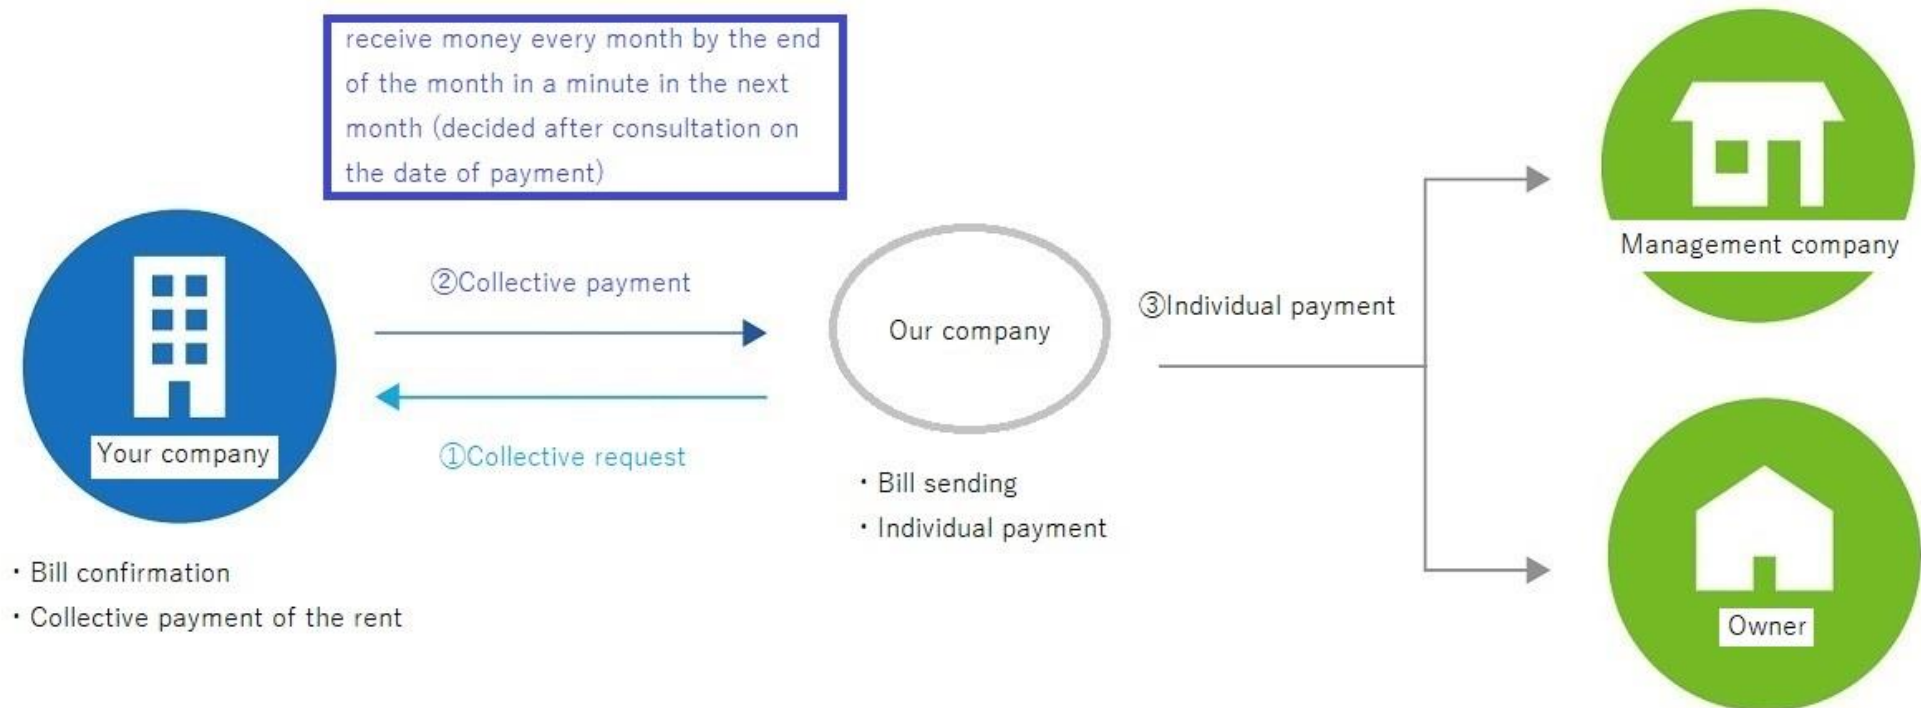 receive money every month by the end
of the month in a minute in the next
month (decided after consultation on
the date of payment)
Management company
②Collective payment
③Individual payment
Our company
Your company
①Collective request
・Bill sending
・Individual payment
・Bill confirmation
・Collective payment of the rent
Owner